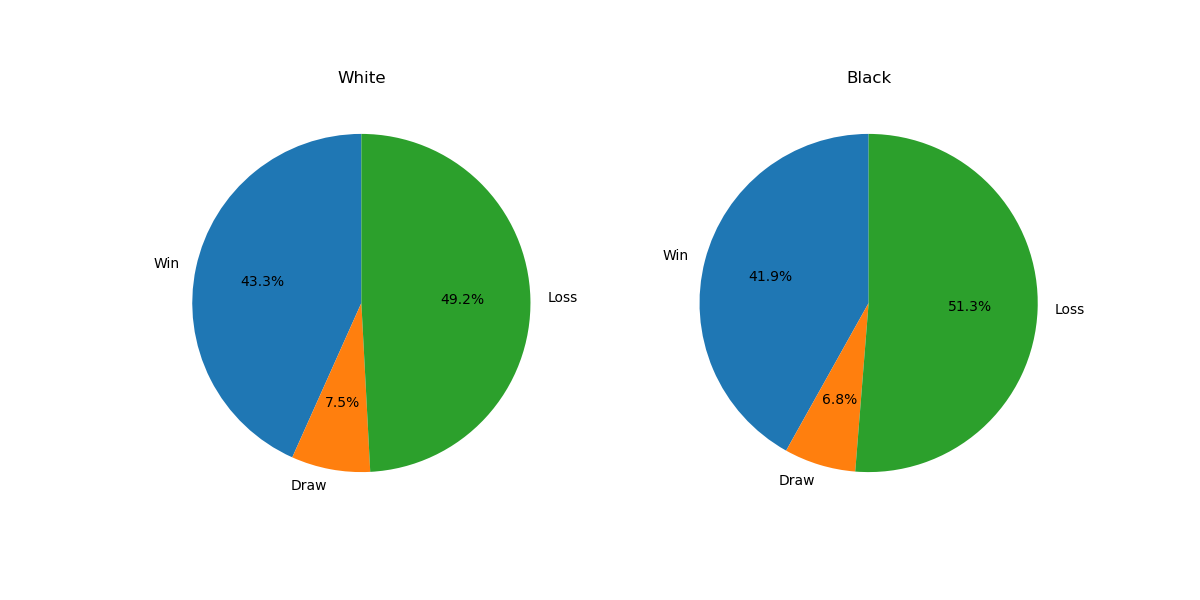 White
Win
43.3%
Draw
7.5%
Loss
49.2%
Black
Win
41.9%
Draw
6.8%
Loss
51.3%